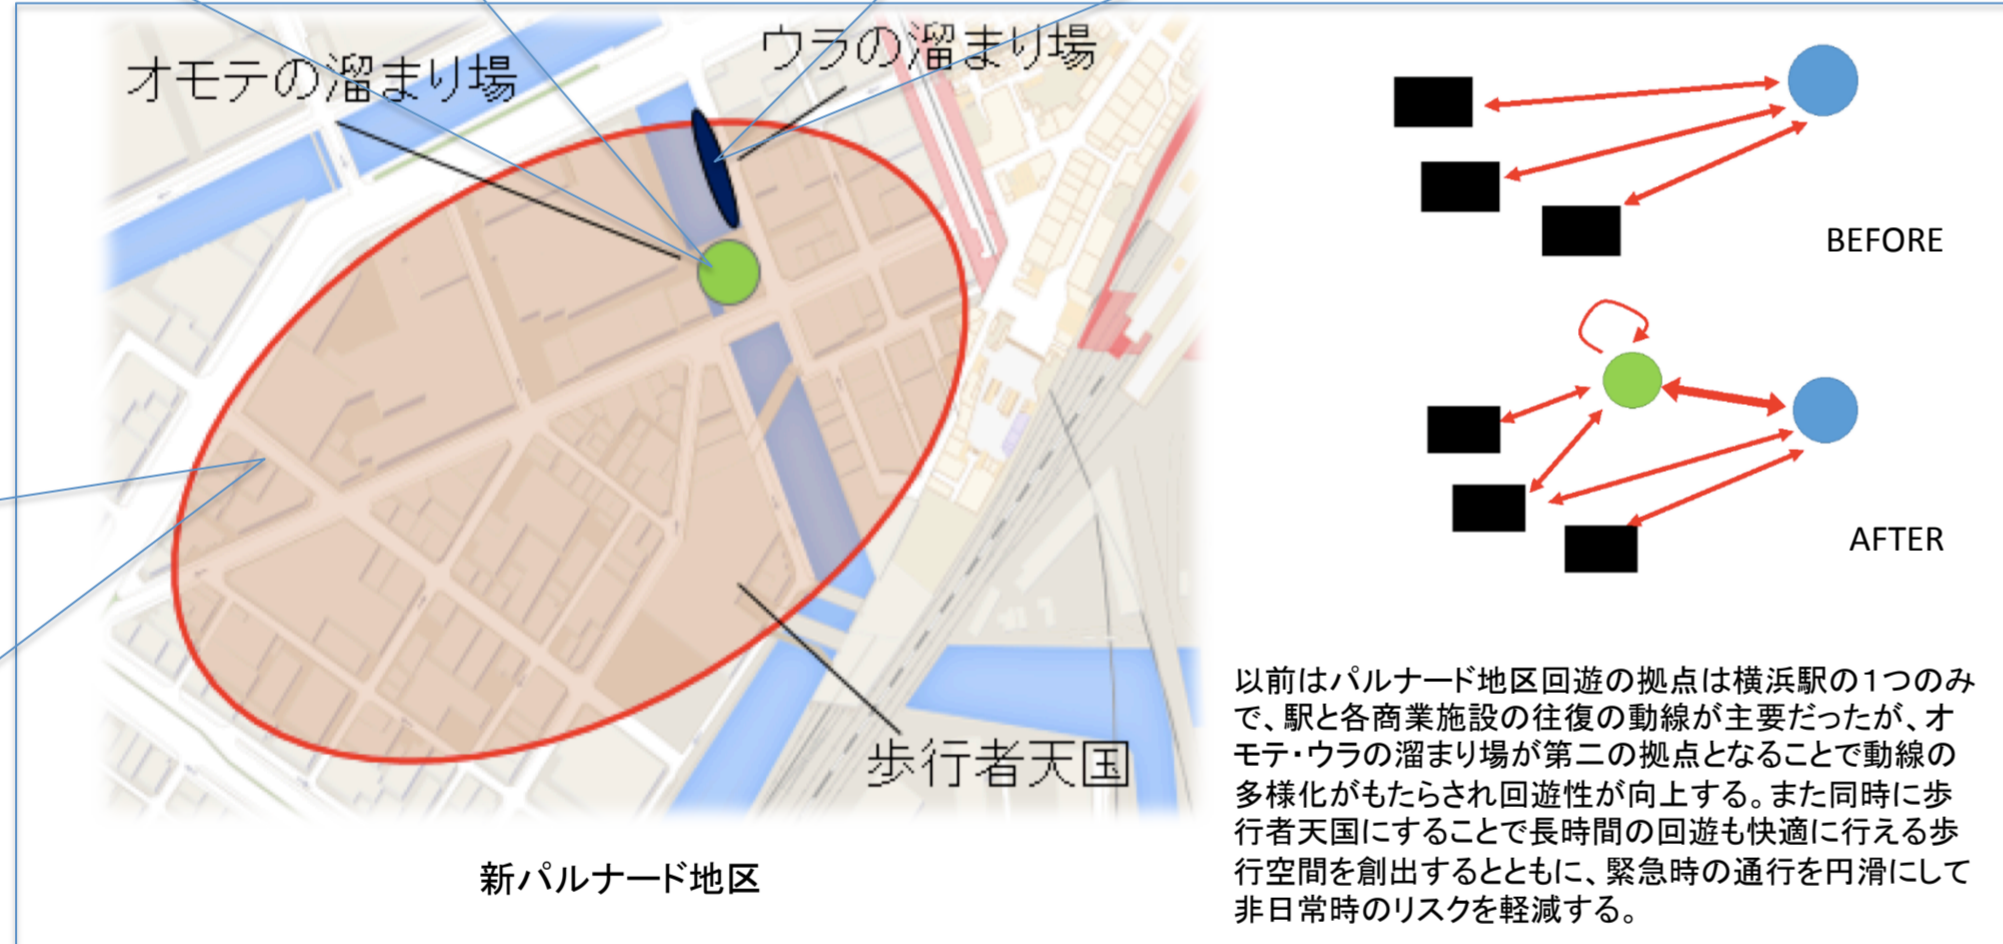 オモテの溜まり場
ウラの溜まり場
歩行者天国
新パルナード地区
BEFORE
AFTER
以前はパルナード地区回遊の拠点は横浜駅の1つのみ
で、駅と各商業施設の往復の動線が主要だったが、オ
モテ・ウラの溜まり場が第二の拠点となることで動線の
多様化がもたらされ回遊性が向上する。また同時に歩
行者天国にすることで長時間の回遊も快適に行える歩
行空間を創出するとともに、緊急時の通行を円滑にして
非日常時のリスクを軽減する。